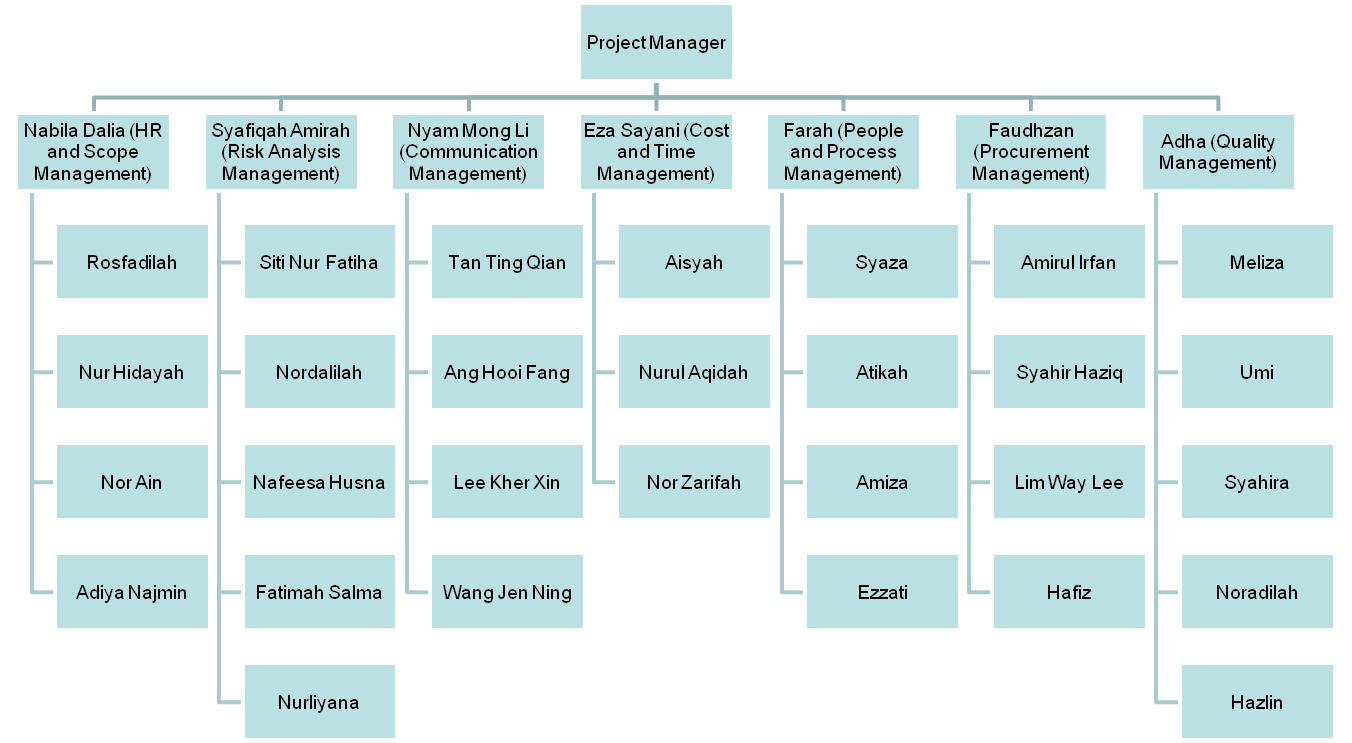 Project Manager
Nabila Dalia (HR
and Scope
Management)
Syafiqah Amirah
(Risk Analysis
Management)
Nyam Mong Li
(Communication
Management)
Eza Sayani (Cost
and Time
Management)
Farah (People
and Process
Management)
Faudhzan
(Procurement
Management)
Adha (Quality
Management)
Rosfadilah
Siti Nur Fatiha
Tan Ting Qian
Aisyah
Syaza
Amirul Irfan
Meliza
Nur Hidayah
Nordalilah
Ang Hooi Fang
Nurul Aqidah
Atikah
Syahir Haziq
Umi
Nor Ain
Nafeesa Husna
Lee Kher Xin
Nor Zarifah
Amiza
Lim Way Lee
Syahira
Adiya Najmin
Fatimah Salma
Wang Jen Ning
Ezzati
Hafiz
Noradilah
Nurliyana
Hazlin